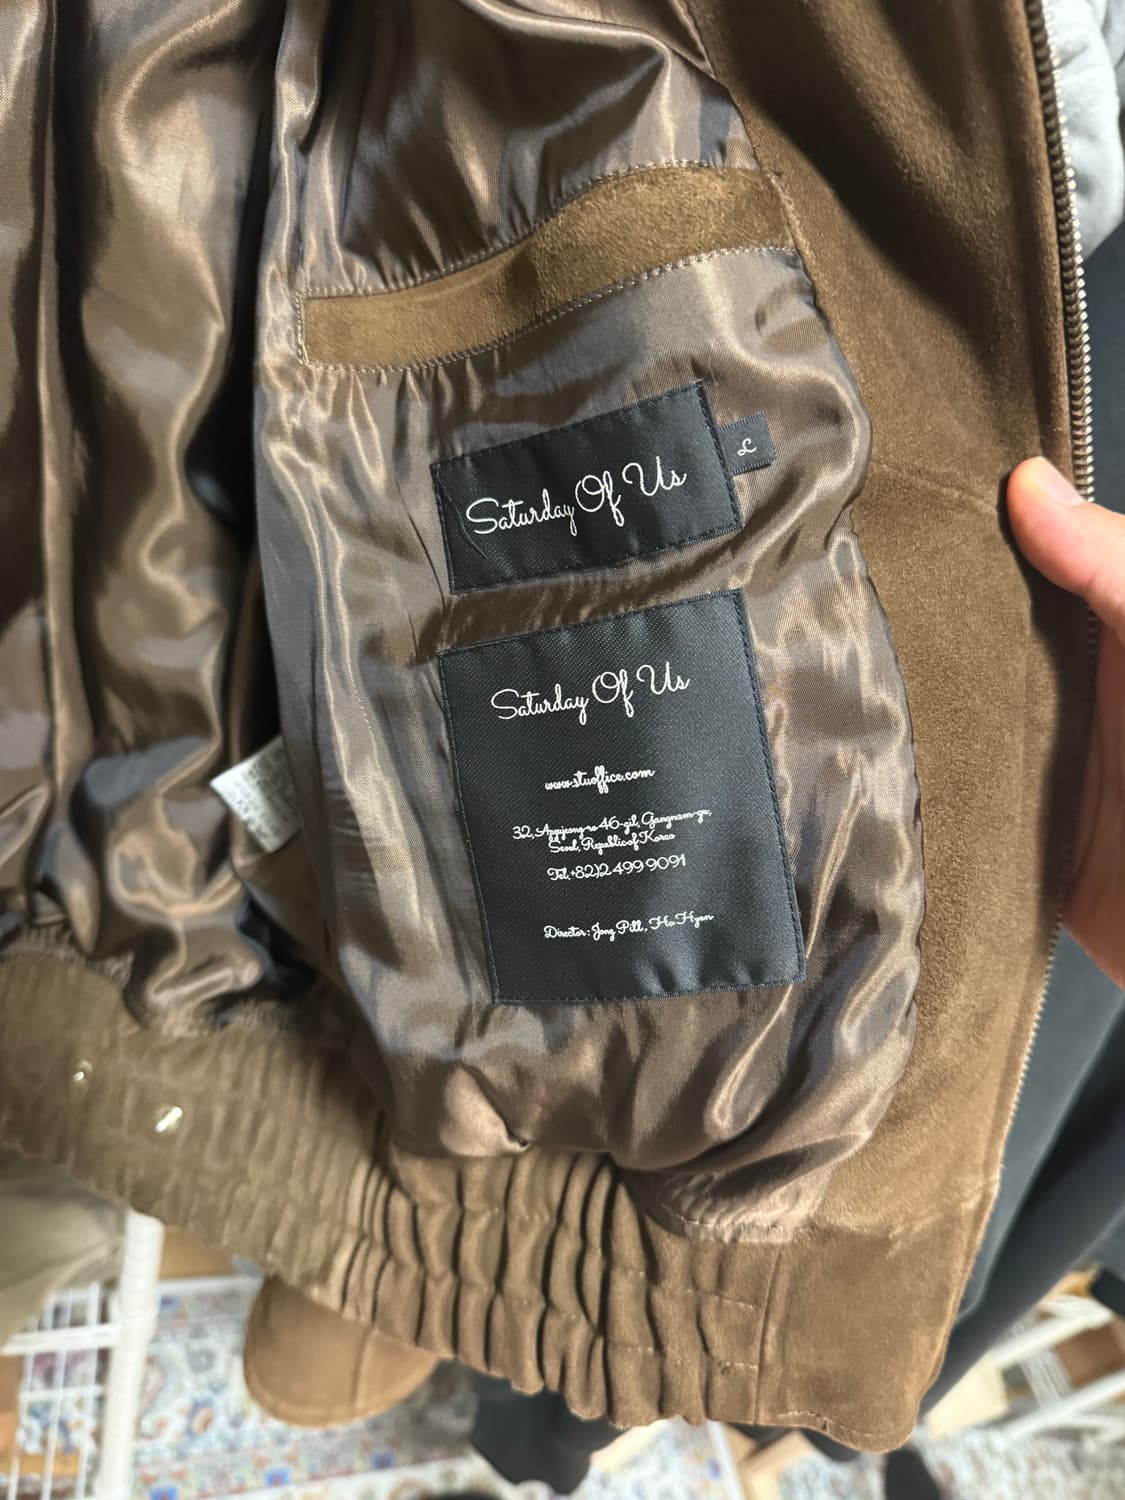 Saturday Of Us
L
Saturday Of Us
www.stuoffice.com
32, Apgujeong-ro 46-gil, Gangnam-gu,
Seoul, Republic of Korea
Tel. +82)2 499 9091
Director : Jong Pill, Ho Hyun